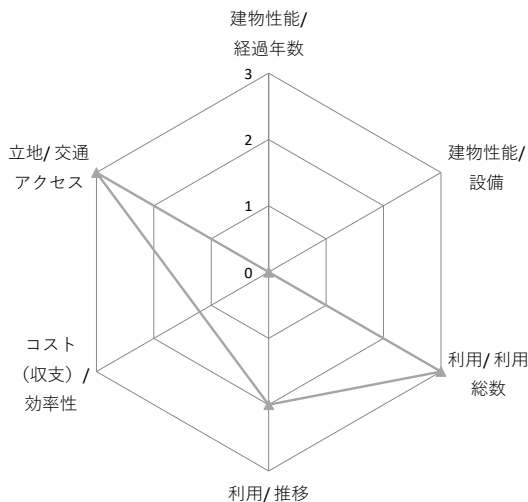 建物性能/
経過年数
3
2
1
0
建物性能/
設備
利用/ 利用
総数
利用/ 推移
コスト
（収支）/
効率性
立地/ 交通
アクセス